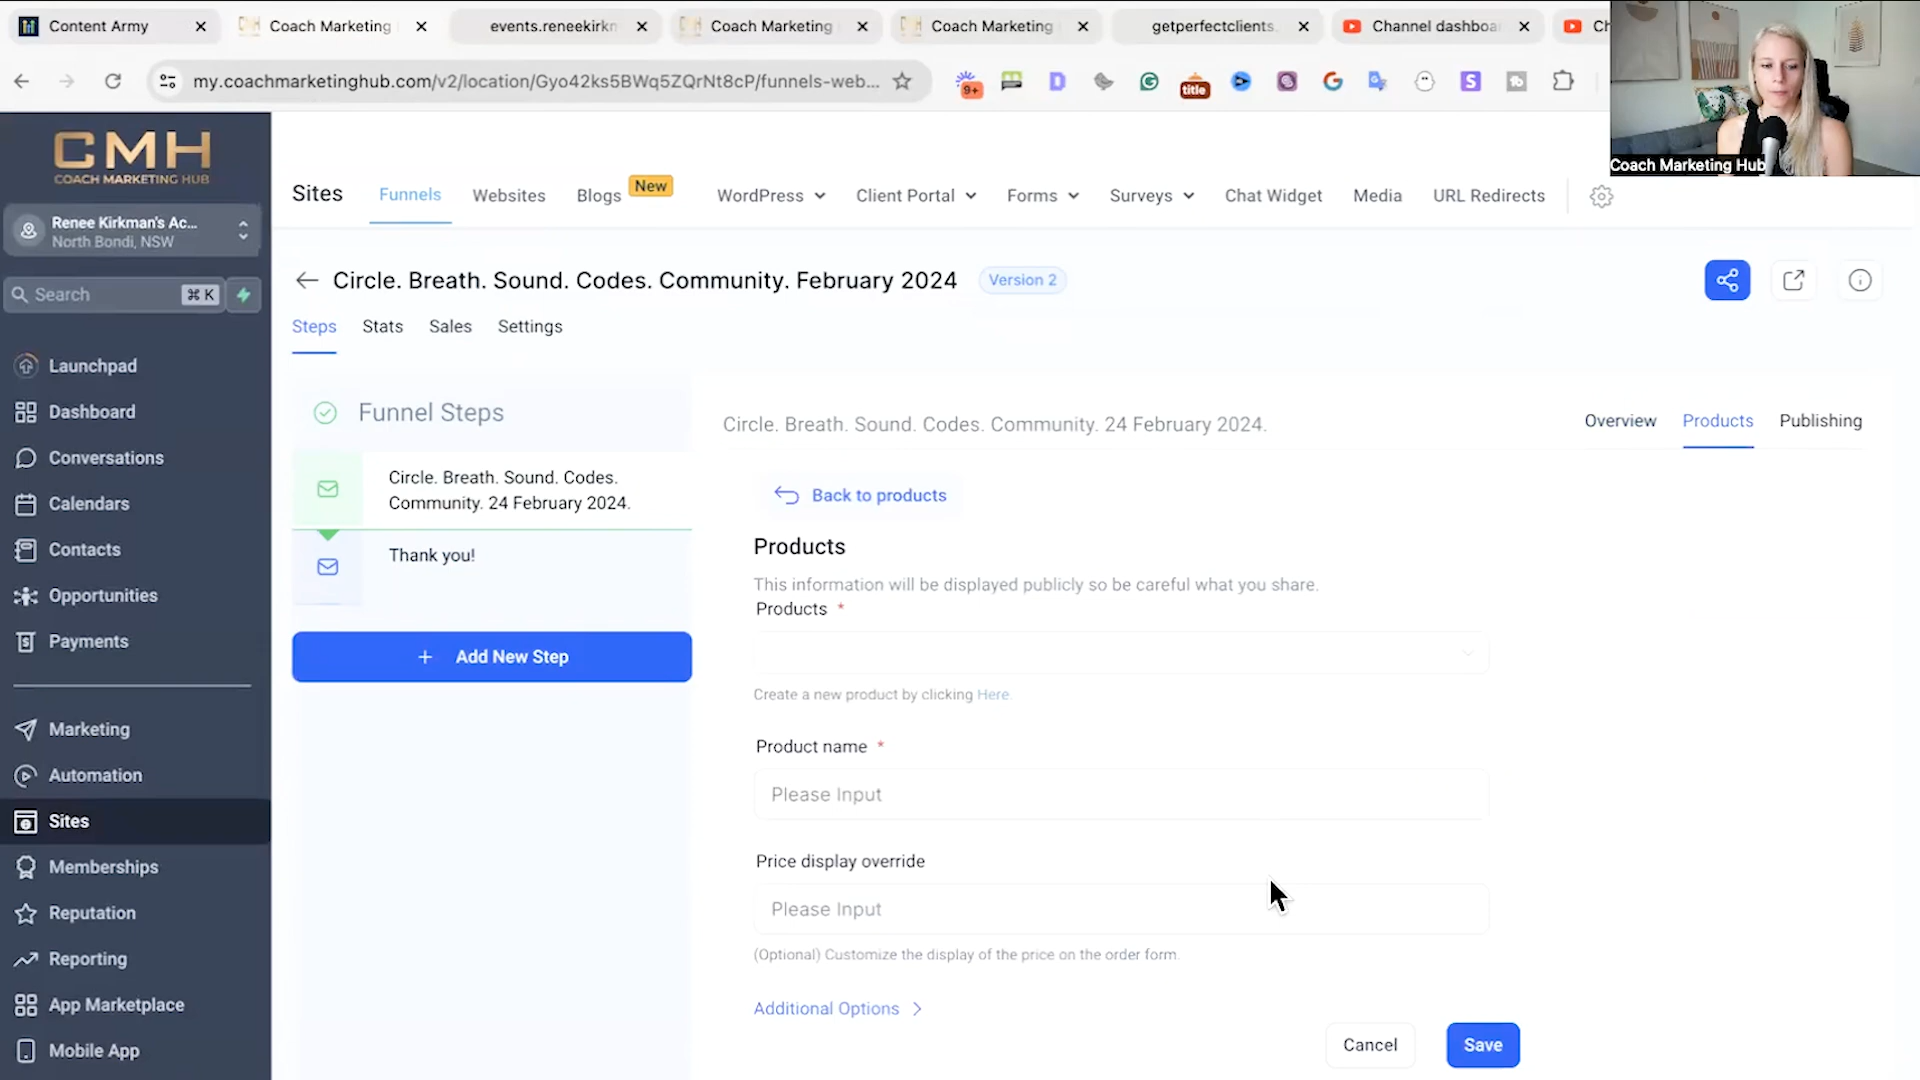 Content Army
Coach Marketing
events.reneekirkn
Coach Marketing
Coach Marketing
getperfectclients.
Channel dashboa
Ch
my.coachmarketinghub.com/v2/location/Gyo42ks5BWq5ZQrNt8cP/funnels-web...
9+
title
Coach Marketing Hub
CMH
COACH MARKETING HUB
Renee Kirkman's Ac...
North Bondi, NSW
Search
⌘ K
Launchpad
Dashboard
Conversations
Calendars
Contacts
Opportunities
Payments
Marketing
Automation
Sites
Memberships
Reputation
Reporting
App Marketplace
Mobile App
Sites
Funnels
Websites
Blogs
New
WordPress
Client Portal
Forms
Surveys
Chat Widget
Media
URL Redirects
Circle. Breath. Sound. Codes. Community. February 2024
Version 2
Steps
Stats
Sales
Settings
Funnel Steps
Circle. Breath. Sound. Codes.
Community. 24 February 2024.
Thank you!
+ Add New Step
Circle. Breath. Sound. Codes. Community. 24 February 2024.
Overview
Products
Publishing
Back to products
Products
This information will be displayed publicly so be careful what you share.
Products *
Create a new product by clicking Here.
Product name *
Please Input
Price display override
Please Input
(Optional) Customize the display of the price on the order form.
Additional Options
Cancel
Save